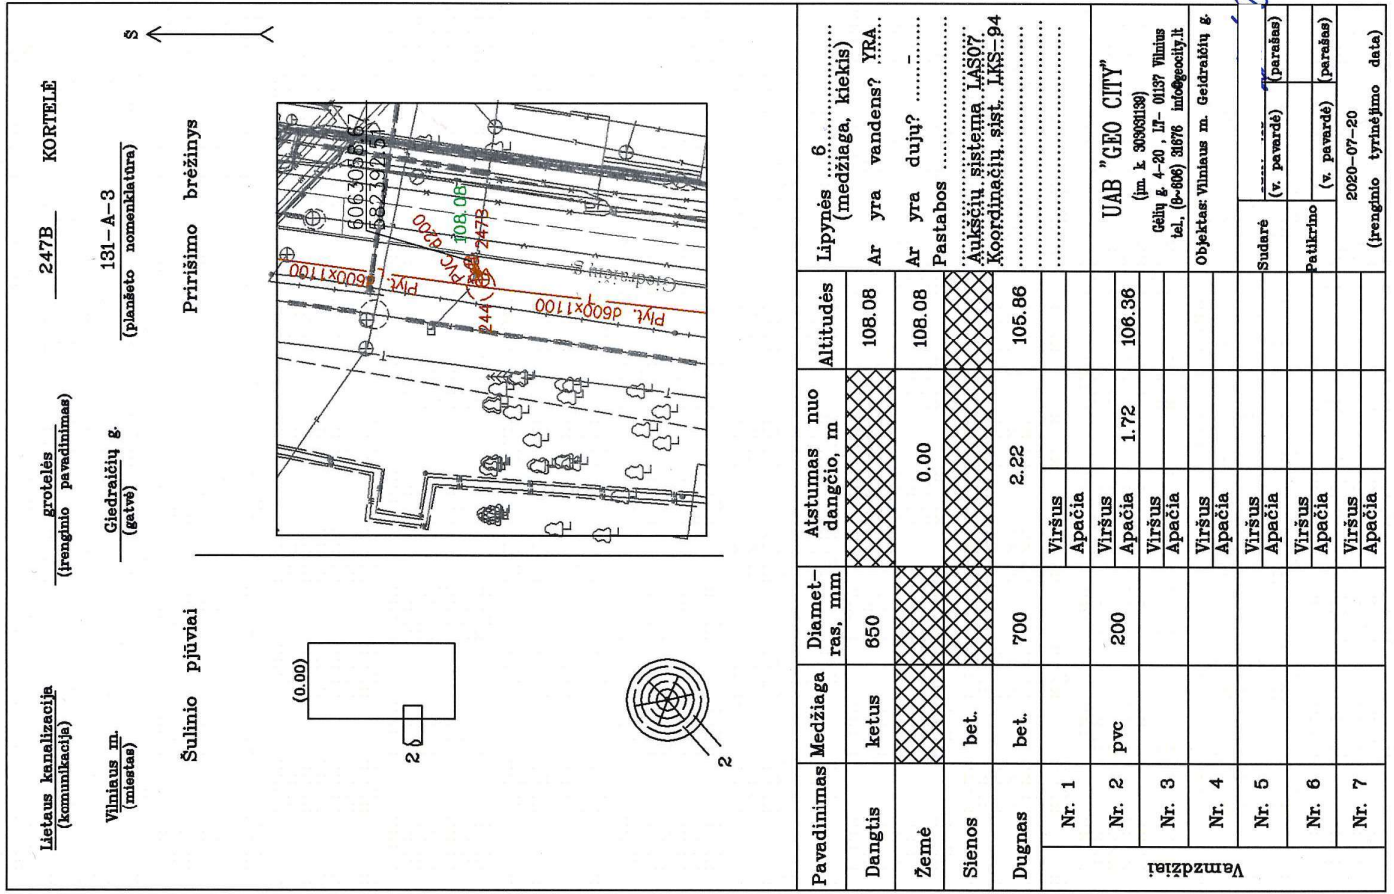 Lietaus kanalizacija
(komunikacija)
grotelės
(įrenginio pavadinimas)
247B KORTELĖ
Vilniaus m.
(miestas)
Giedraičių g.
(gatvė)
131-A-3
(planšeto nomenklatura)
Š
Šulinio pjūviai
Pririšimo brėžinys
(0.00)
2
2
6063088.67
582392.51
108.08
PVC d200
247B
244
Plyt. d600x1100
Plyt. d600x1100
Giedraičių g.
Pavadinimas Medžiaga Diamet-ras, mm Atstumas nuo dangčio, m Altitudės
Dangtis ketus 650 108.08
Žemė 0.00 108.08
Sienos bet.
Dugnas bet. 700 2.22 105.86
Vamzdžiai
Nr. 1 Viršus
Apačia
Nr. 2 pvc 200 Viršus
Apačia 1.72 106.36
Nr. 3 Viršus
Apačia
Nr. 4 Viršus
Apačia
Nr. 5 Viršus
Apačia
Nr. 6 Viršus
Apačia
Nr. 7 Viršus
Apačia
Lipynės 6
(medžiaga, kiekis)
Ar yra vandens? YRA
Ar yra dujų? -
Pastabos
Aukščių sistema LAS07
Koordinačių sist. LKS-94
UAB "GEO CITY"
(įm. k. 303031139)
Gėlių g. 4-20, LT- 01137 Vilnius
tel., (8-606) 31676 info@geocity.lt
Objektas: Vilniaus m. Geidraičių g.
Sudarė
(v. pavardė) (parašas)
Patikrino
(v. pavardė) (parašas)
2020-07-20
(įrenginio tyrinėjimo data)